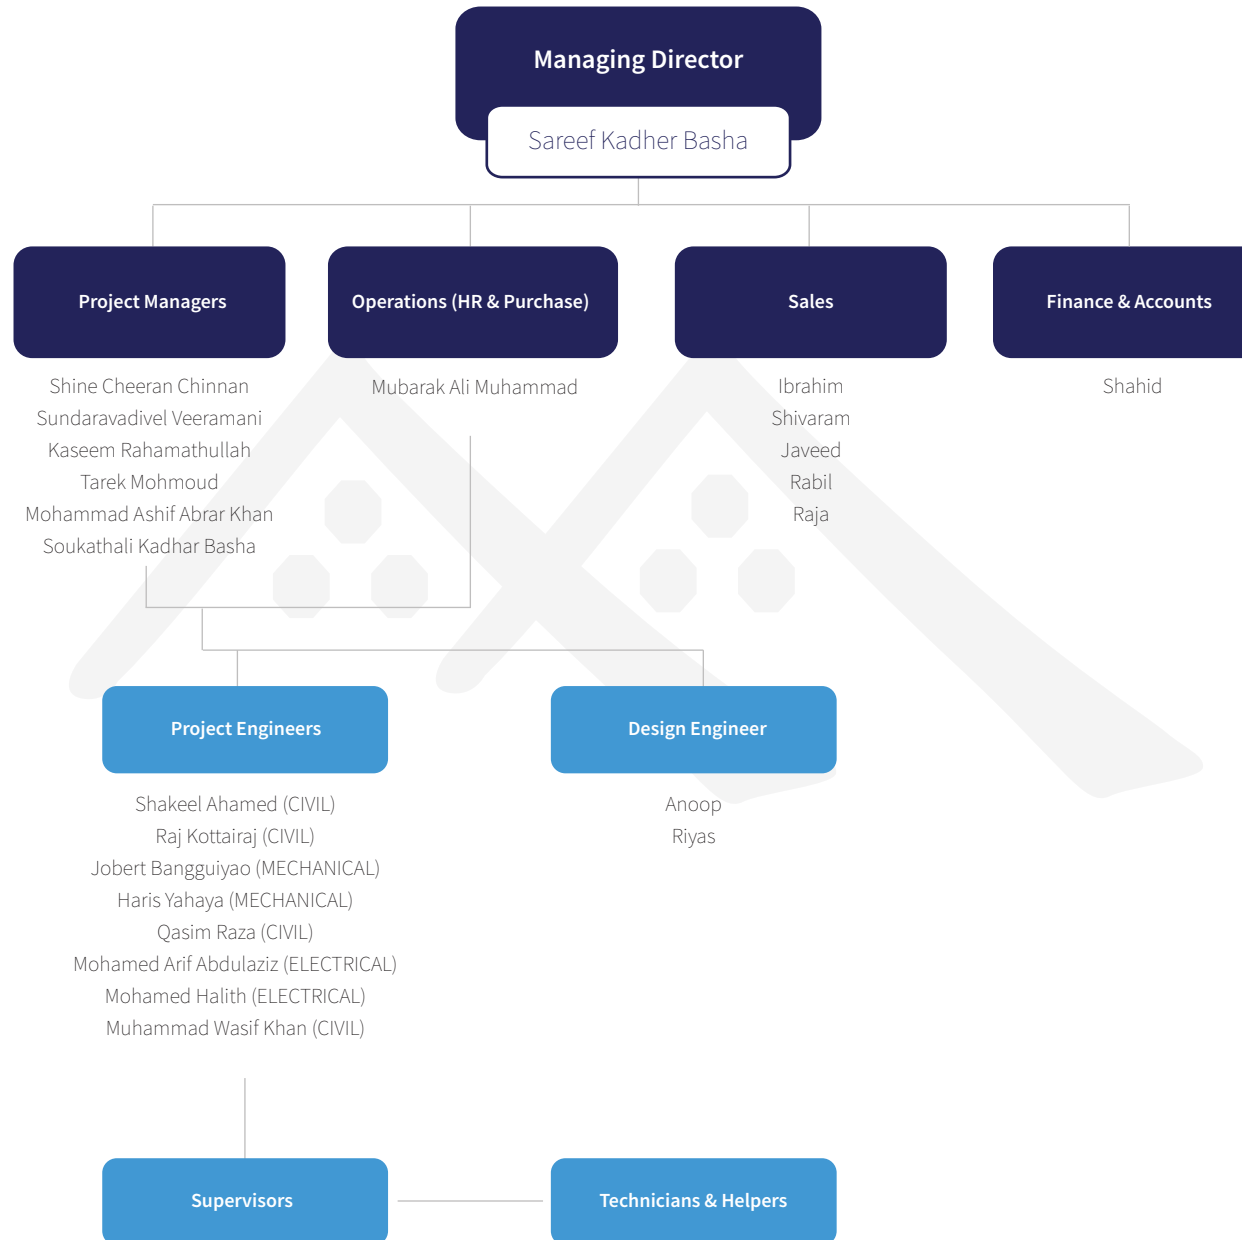 Managing Director
Sareef Kadher Basha
Project Managers
Shine Cheeran Chinnan
Sundaravadivel Veeramani
Kaseem Rahamathullah
Tarek Mohmoud
Mohammad Ashif Abrar Khan
Soukathali Kadhar Basha
Operations (HR & Purchase)
Mubarak Ali Muhammad
Sales
Ibrahim
Shivaram
Javeed
Rabil
Raja
Finance & Accounts
Shahid
Project Engineers
Shakeel Ahamed (CIVIL)
Raj Kottairaj (CIVIL)
Jobert Bangguiyao (MECHANICAL)
Haris Yahaya (MECHANICAL)
Qasim Raza (CIVIL)
Mohamed Arif Abdulaziz (ELECTRICAL)
Mohamed Halith (ELECTRICAL)
Muhammad Wasif Khan (CIVIL)
Design Engineer
Anoop
Riyas
Supervisors
Technicians & Helpers